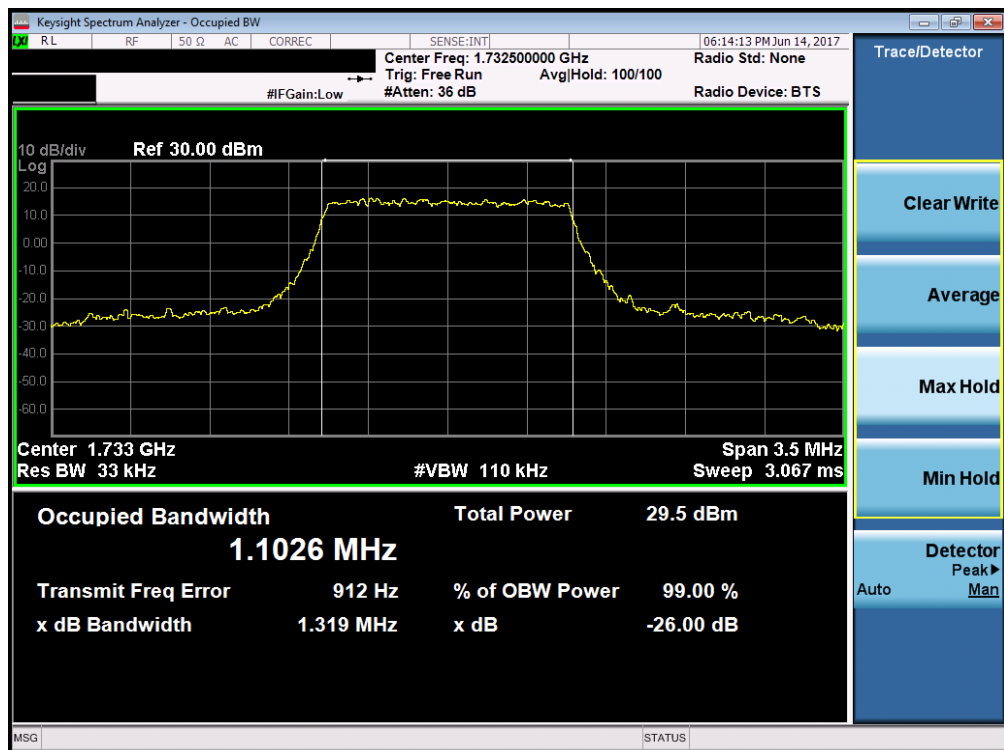 Keysight Spectrum Analyzer - Occupied BW
LXI RL RF 50 Ω AC CORREC SENSE:INT 06:14:13 PM Jun 14, 2017
Center Freq: 1.732500000 GHz Radio Std: None
Trig: Free Run Avg|Hold: 100/100
#IFGain:Low #Atten: 36 dB Radio Device: BTS
10 dB/div Ref 30.00 dBm
Log
20.0
10.0
0.00
-10.0
-20.0
-30.0
-40.0
-50.0
-60.0
Center 1.733 GHz Span 3.5 MHz
Res BW 33 kHz #VBW 110 kHz Sweep 3.067 ms
Occupied Bandwidth Total Power 29.5 dBm
1.1026 MHz
Transmit Freq Error 912 Hz % of OBW Power 99.00 %
x dB Bandwidth 1.319 MHz x dB -26.00 dB
MSG STATUS
Trace/Detector
Clear Write
Average
Max Hold
Min Hold
Detector
Peak▶
Auto Man